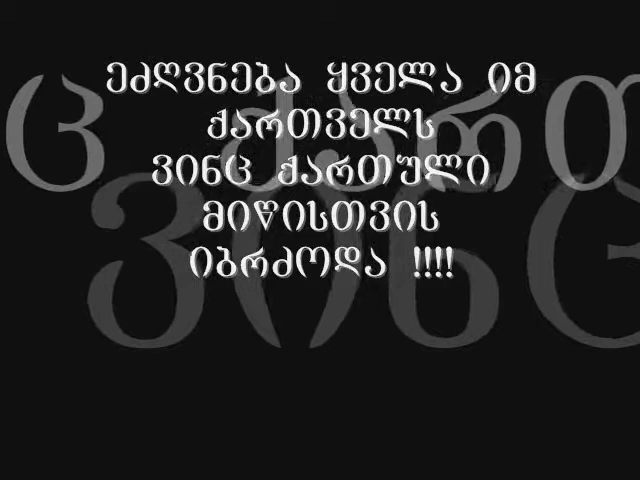 ეძღვნება ყველა იმ
ქართველს
ვინც ქართული
მიწისთვის
იბრძოდა !!!!